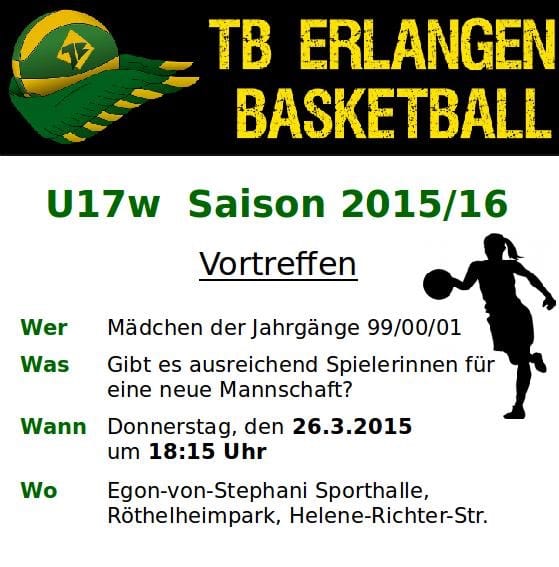 TB
TB ERLANGEN
BASKETBALL
U17w Saison 2015/16
Vortreffen
Wer Mädchen der Jahrgänge 99/00/01
Was Gibt es ausreichend Spielerinnen für
eine neue Mannschaft?
Wann Donnerstag, den 26.3.2015
um 18:15 Uhr
Wo Egon-von-Stephani Sporthalle,
Röthelheimpark, Helene-Richter-Str.